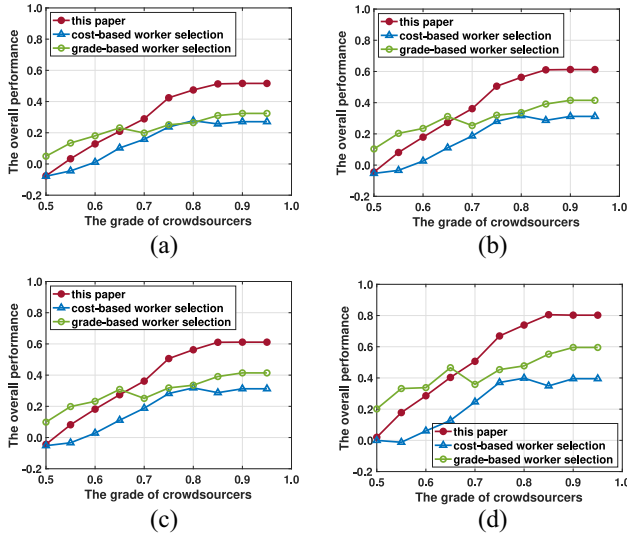 1.0
0.8
0.6
0.4
0.2
0.0
-0.2
0.5 0.6 0.7 0.8 0.9 1.0
The overall performance
The grade of crowdsourcers
this paper
cost-based worker selection
grade-based worker selection
(a)
1.0
0.8
0.6
0.4
0.2
0.0
-0.2
0.5 0.6 0.7 0.8 0.9 1.0
The overall performance
The grade of crowdsourcers
this paper
cost-based worker selection
grade-based worker selection
(b)
1.0
0.8
0.6
0.4
0.2
0.0
-0.2
0.5 0.6 0.7 0.8 0.9 1.0
The overall performance
The grade of crowdsourcers
this paper
cost-based worker selection
grade-based worker selection
(c)
1.0
0.8
0.6
0.4
0.2
0.0
-0.2
0.5 0.6 0.7 0.8 0.9 1.0
The overall performance
The grade of crowdsourcers
this paper
cost-based worker selection
grade-based worker selection
(d)